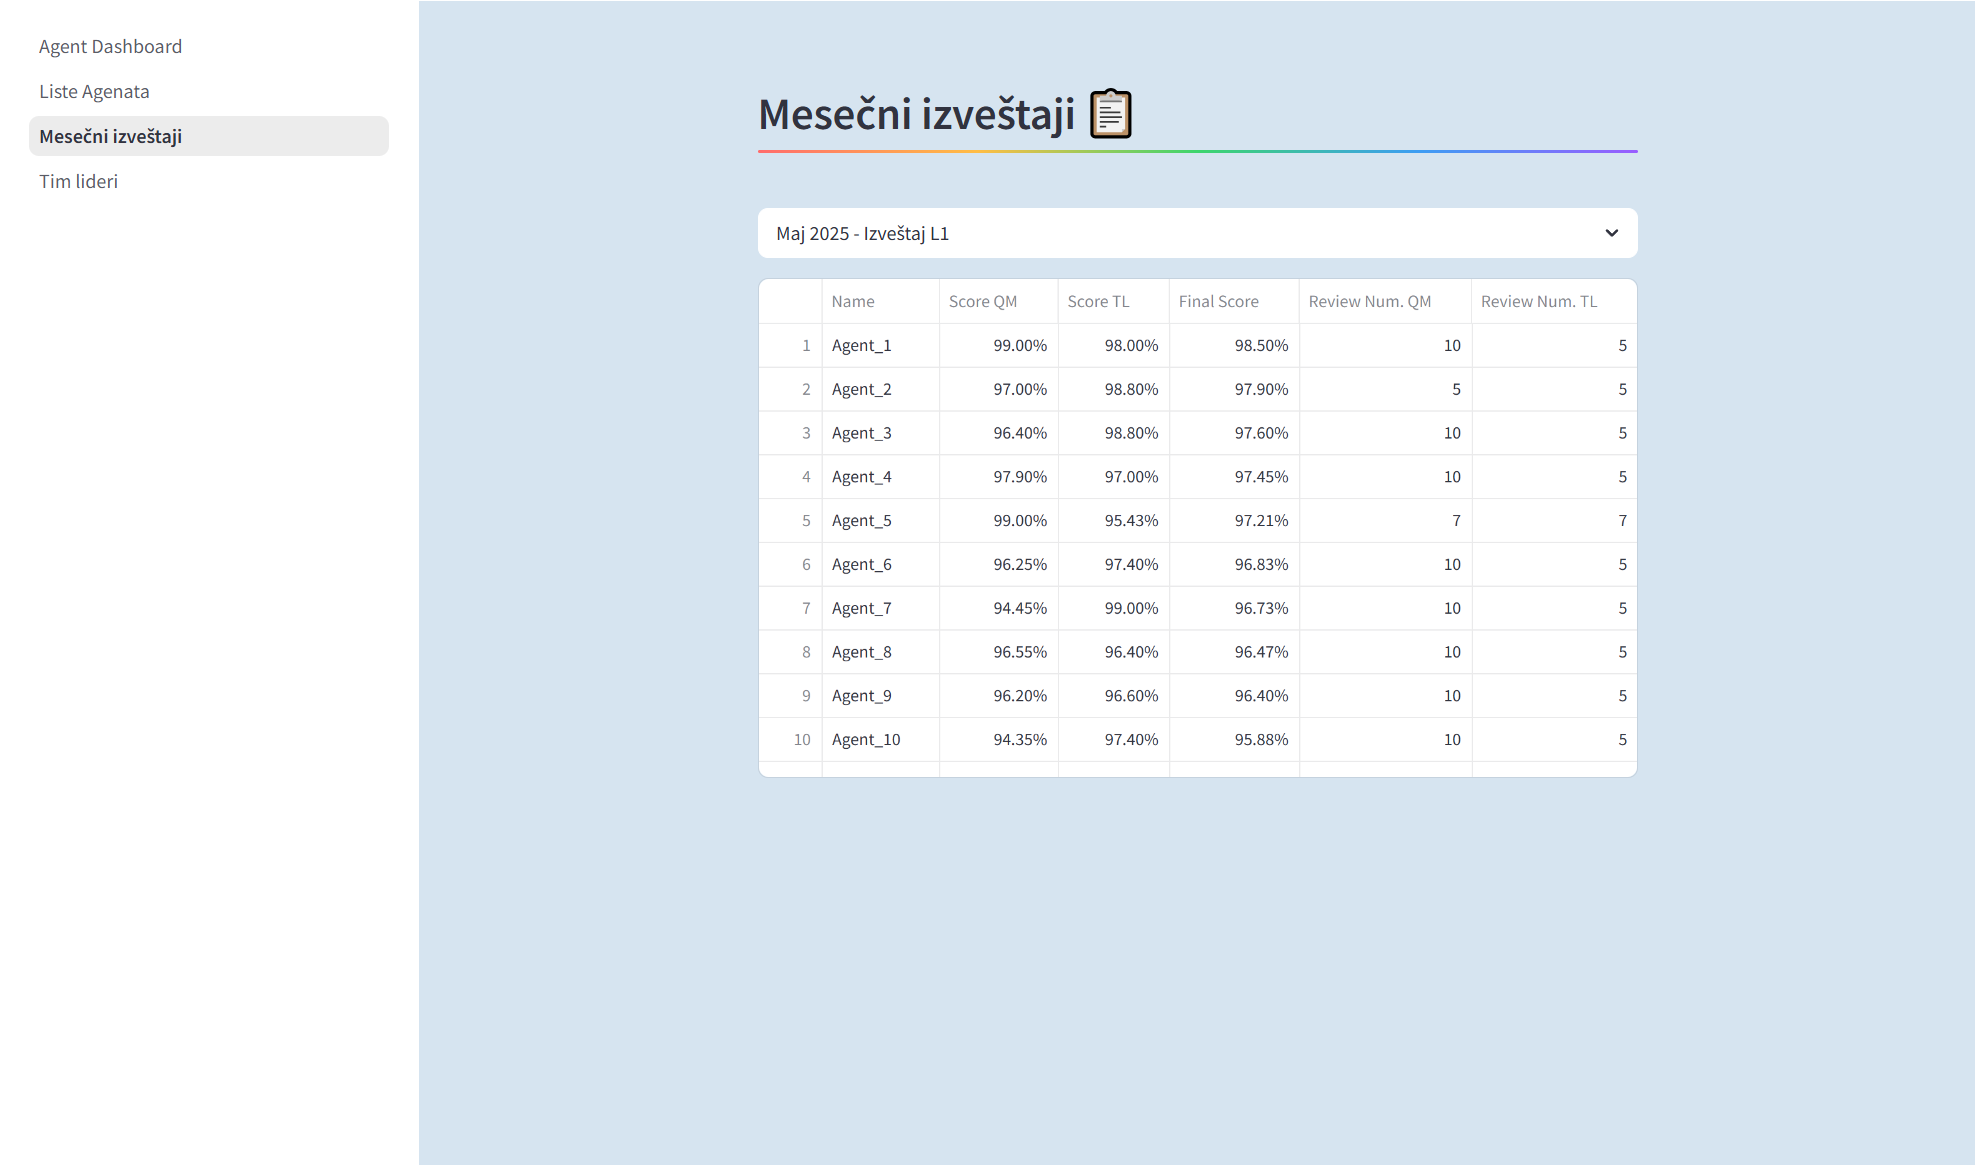 Agent Dashboard
Liste Agenata
Mesečni izveštaji
Tim lideri
Mesečni izveštaji
Maj 2025 - Izveštaj L1
Name Score QM Score TL Final Score Review Num. QM Review Num. TL
1 Agent_1 99.00% 98.00% 98.50% 10 5
2 Agent_2 97.00% 98.80% 97.90% 5 5
3 Agent_3 96.40% 98.80% 97.60% 10 5
4 Agent_4 97.90% 97.00% 97.45% 10 5
5 Agent_5 99.00% 95.43% 97.21% 7 7
6 Agent_6 96.25% 97.40% 96.83% 10 5
7 Agent_7 94.45% 99.00% 96.73% 10 5
8 Agent_8 96.55% 96.40% 96.47% 10 5
9 Agent_9 96.20% 96.60% 96.40% 10 5
10 Agent_10 94.35% 97.40% 95.88% 10 5